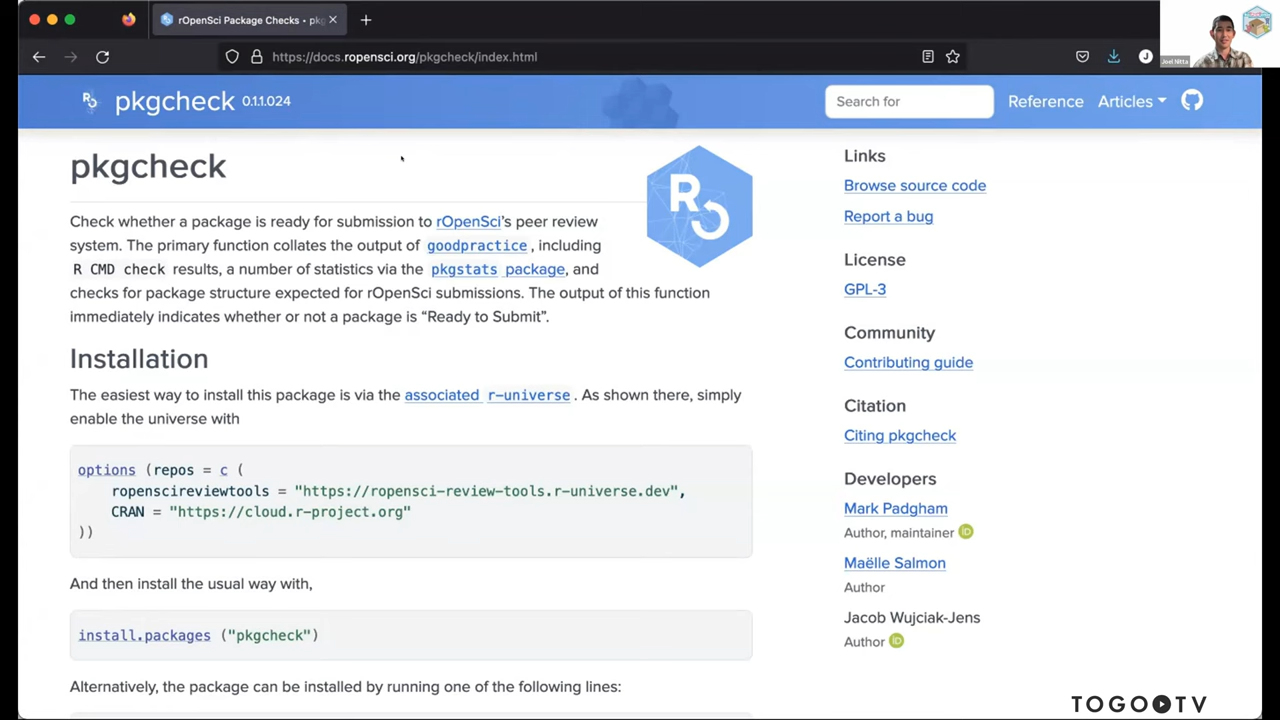 rOpenSci Package Checks • pkg
https://docs.ropensci.org/pkgcheck/index.html
J
Joel Nitta
pkgcheck 0.1.1.024
Search for
Reference
Articles
pkgcheck
Check whether a package is ready for submission to rOpenSci's peer review
system. The primary function collates the output of goodpractice , including
R CMD check results, a number of statistics via the pkgstats package, and
checks for package structure expected for rOpenSci submissions. The output of this function
immediately indicates whether or not a package is “Ready to Submit”.
R
Installation
The easiest way to install this package is via the associated r-universe . As shown there, simply
enable the universe with
options (repos = c (
ropenscireviewtools = "https://ropensci-review-tools.r-universe.dev",
CRAN = "https://cloud.r-project.org"
))
And then install the usual way with,
install.packages ("pkgcheck")
Alternatively, the package can be installed by running one of the following lines:
Links
Browse source code
Report a bug
License
GPL-3
Community
Contributing guide
Citation
Citing pkgcheck
Developers
Mark Padgham
Author, maintainer iD
Maëlle Salmon
Author
Jacob Wujciak-Jens
Author iD
TOGOTV